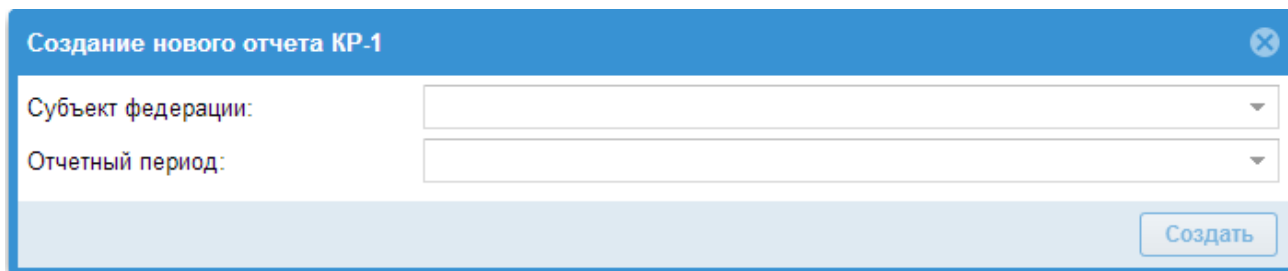 Создание нового отчета КР-1
Субъект федерации:
Отчетный период:
Создать